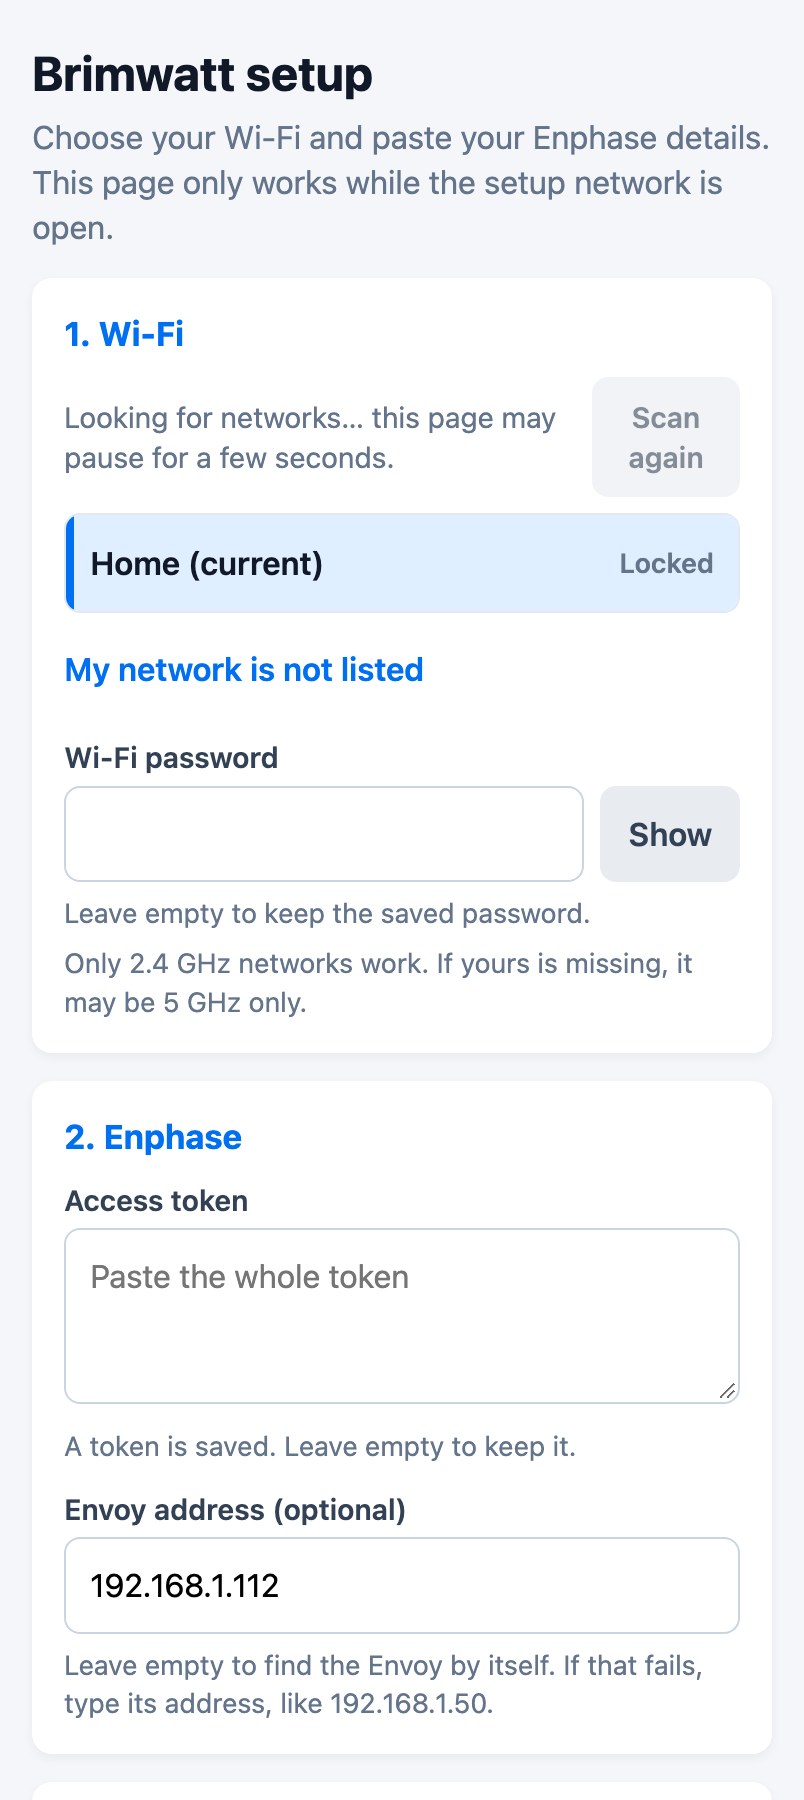 Brimwatt setup
Choose your Wi-Fi and paste your Enphase details.
This page only works while the setup network is
open.
1. Wi-Fi
Looking for networks... this page may
pause for a few seconds.
Scan
again
Home (current)
Locked
My network is not listed
Wi-Fi password
Show
Leave empty to keep the saved password.
Only 2.4 GHz networks work. If yours is missing, it
may be 5 GHz only.
2. Enphase
Access token
Paste the whole token
A token is saved. Leave empty to keep it.
Envoy address (optional)
192.168.1.112
Leave empty to find the Envoy by itself. If that fails,
type its address, like 192.168.1.50.